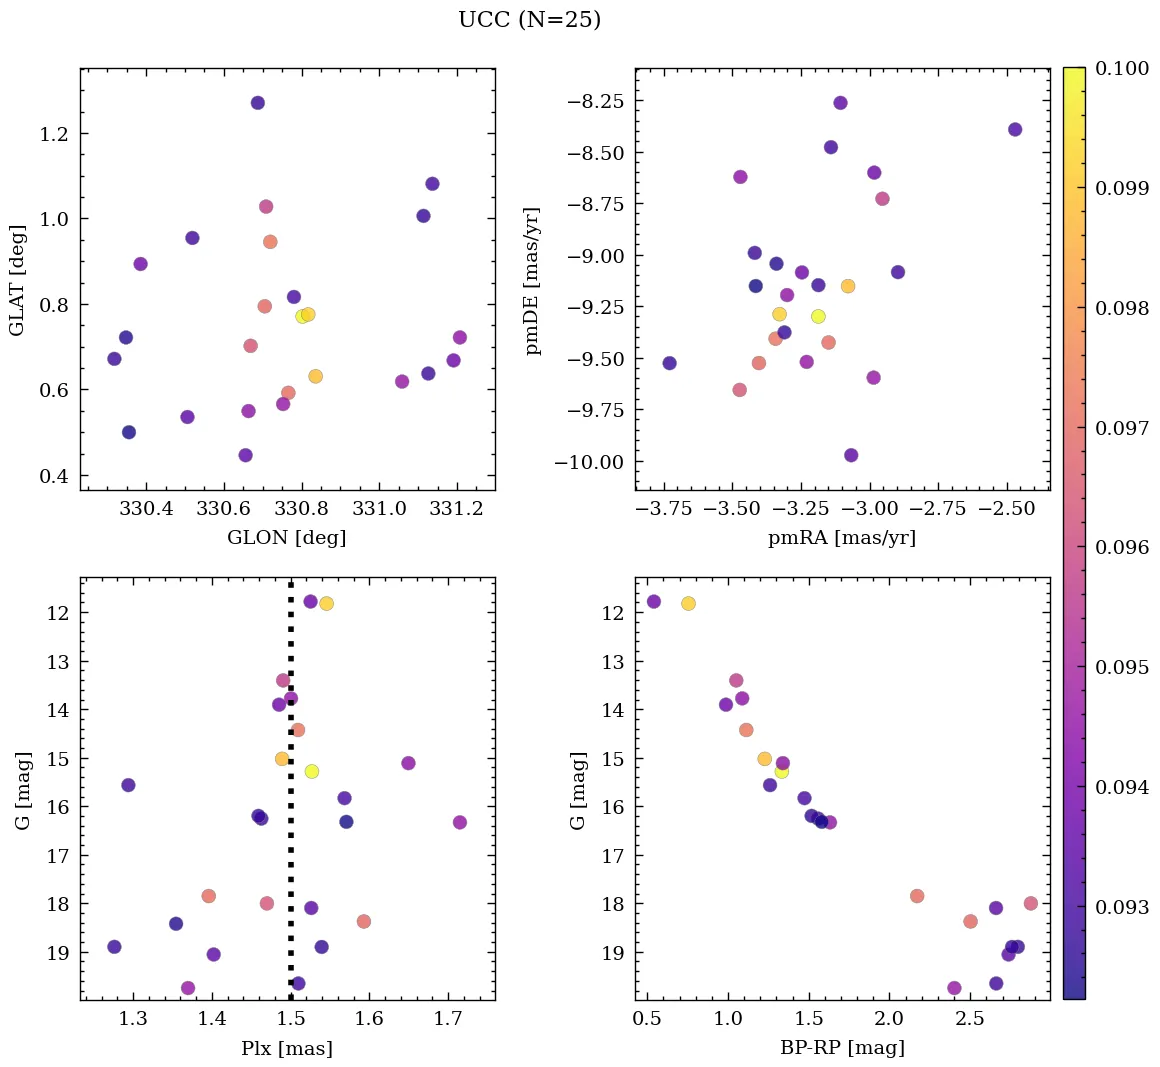 UCC (N=25)
1.2
1.0
0.8
0.6
0.4
GLAT [deg]
330.4 330.6 330.8 331.0 331.2
GLON [deg]
−8.25
−8.50
−8.75
−9.00
−9.25
−9.50
−9.75
−10.00
pmDE [mas/yr]
−3.75 −3.50 −3.25 −3.00 −2.75 −2.50
pmRA [mas/yr]
0.100
0.099
0.098
0.097
0.096
0.095
0.094
0.093
12
13
14
15
16
17
18
19
G [mag]
1.3 1.4 1.5 1.6 1.7
Plx [mas]
12
13
14
15
16
17
18
19
G [mag]
0.5 1.0 1.5 2.0 2.5
BP-RP [mag]